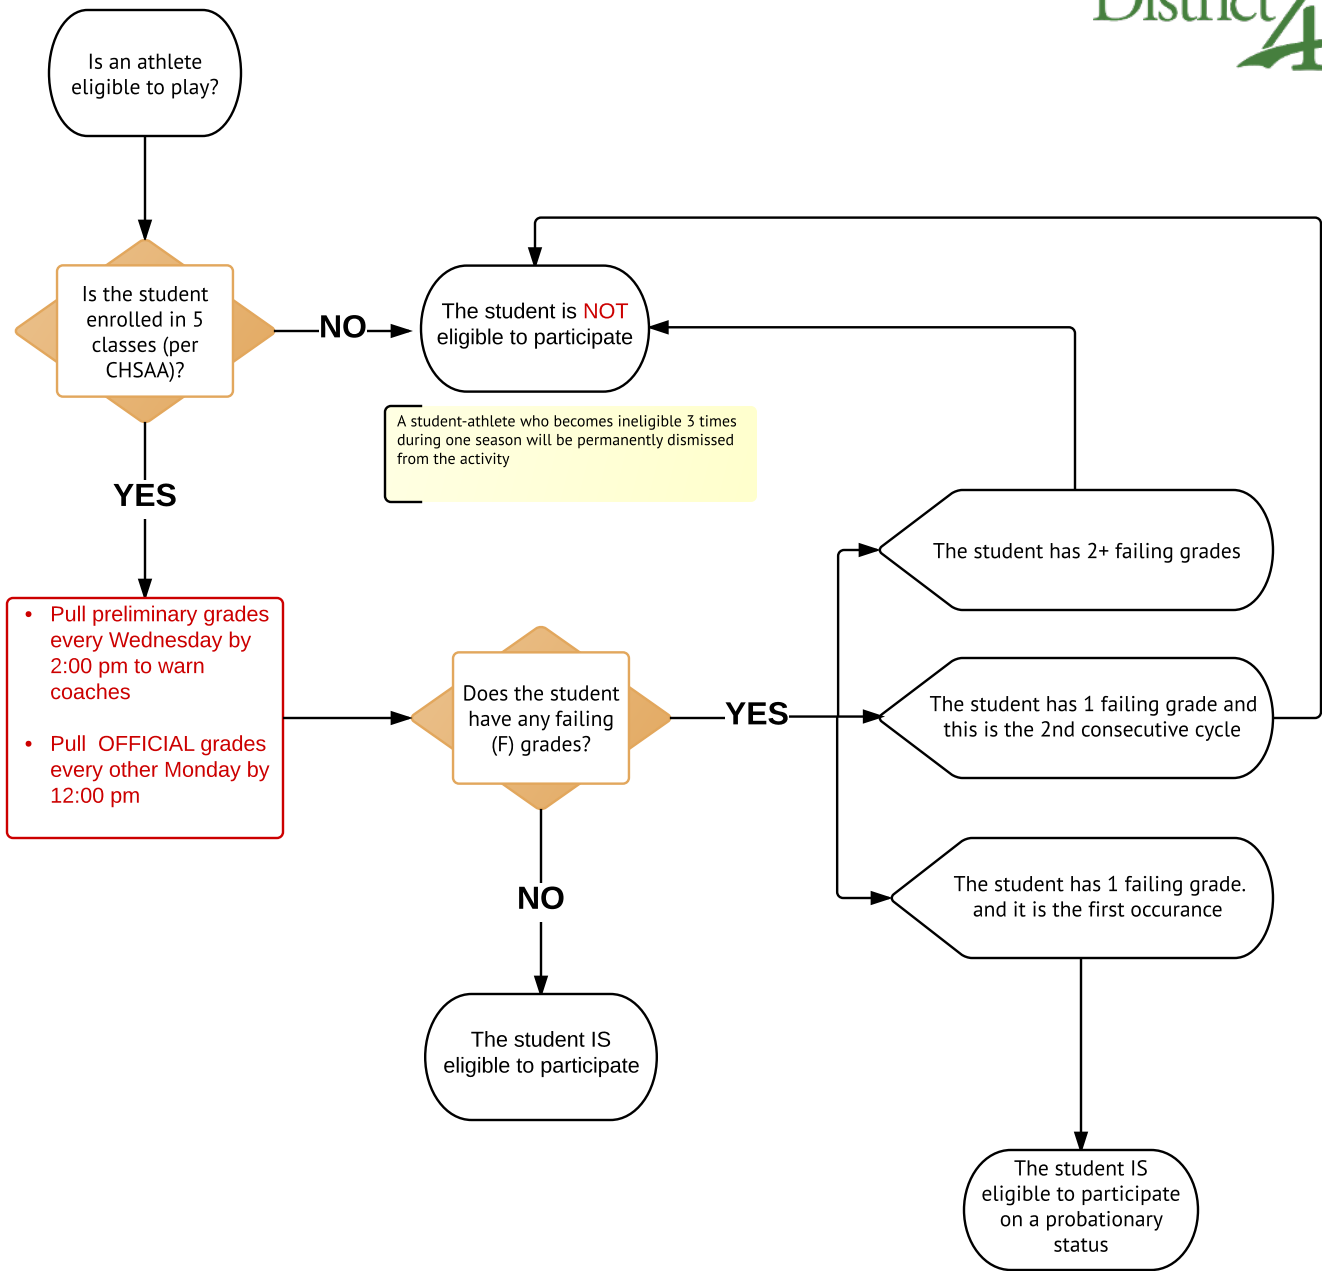 District
Is an athlete
eligible to play?
Is the student
enrolled in 5
classes (per
CHSAA)?
NO
The student is NOT
eligible to participate
A student-athlete who becomes ineligible 3 times
during one season will be permanently dismissed
from the activity
YES
• Pull preliminary grades
every Wednesday by
2:00 pm to warn
coaches
• Pull OFFICIAL grades
every other Monday by
12:00 pm
Does the student
have any failing
(F) grades?
YES
The student has 2+ failing grades
The student has 1 failing grade and
this is the 2nd consecutive cycle
The student has 1 failing grade.
and it is the first occurance
NO
The student IS
eligible to participate
The student IS
eligible to participate
on a probationary
status